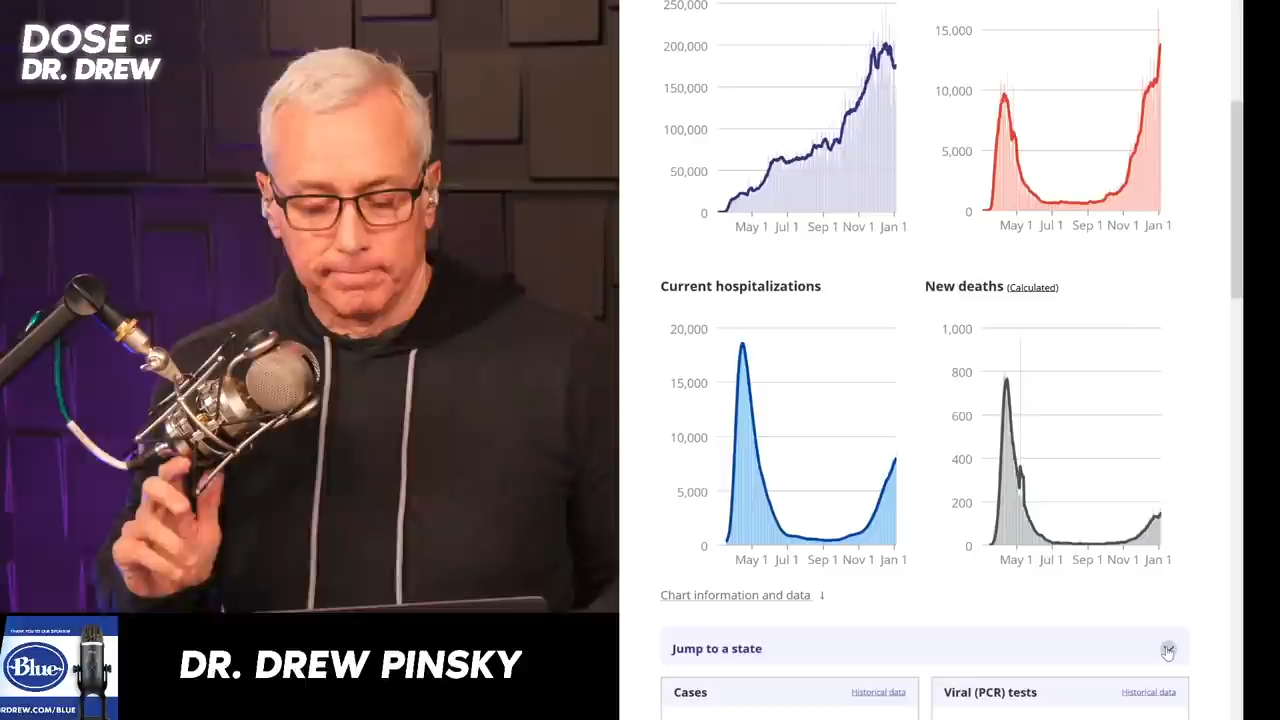 DOSE OF
DR. DREW
THANK YOU TO OUR SPONSOR
Blue
RDREW.COM/BLUE
DR. DREW PINSKY
250,000
200,000
150,000
100,000
50,000
0
May 1 Jul 1 Sep 1 Nov 1 Jan 1
15,000
10,000
5,000
0
May 1 Jul 1 Sep 1 Nov 1 Jan 1
Current hospitalizations
20,000
15,000
10,000
5,000
0
May 1 Jul 1 Sep 1 Nov 1 Jan 1
New deaths (Calculated)
1,000
800
600
400
200
0
May 1 Jul 1 Sep 1 Nov 1 Jan 1
Chart information and data ↓
Jump to a state
Cases Historical data
Viral (PCR) tests Historical data